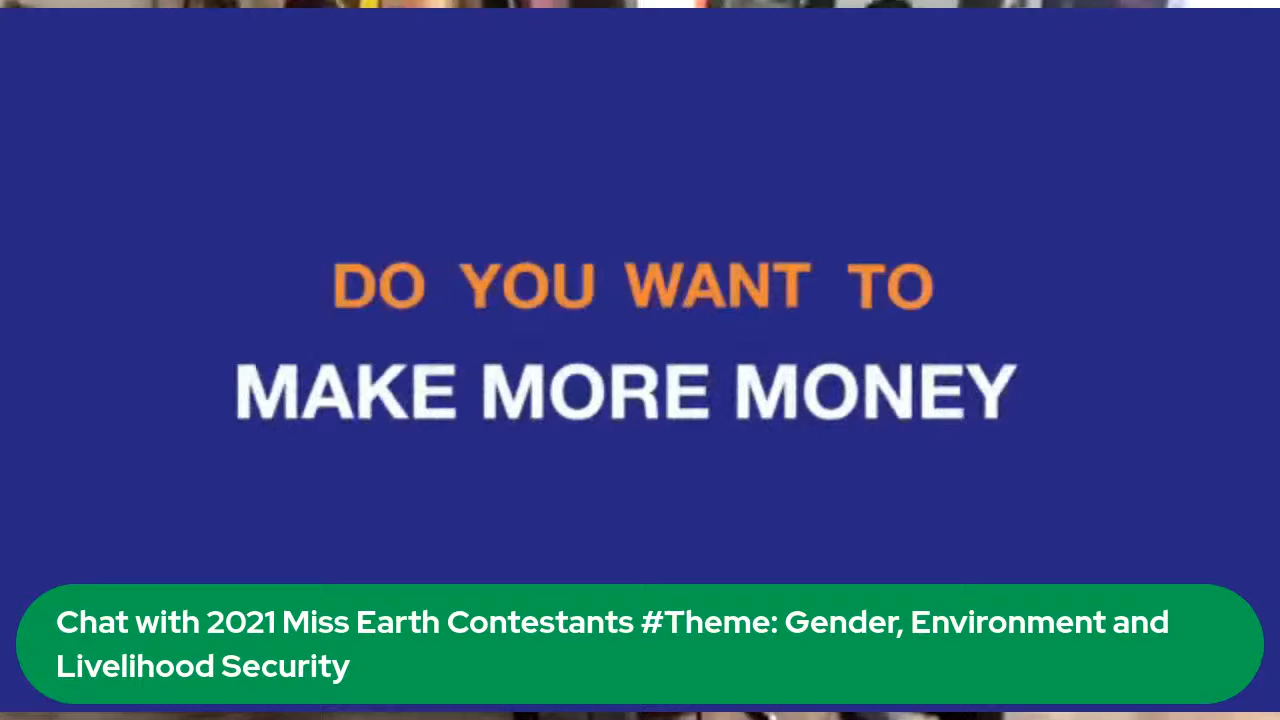 DO YOU WANT TO
MAKE MORE MONEY
Chat with 2021 Miss Earth Contestants #Theme: Gender, Environment and
Livelihood Security